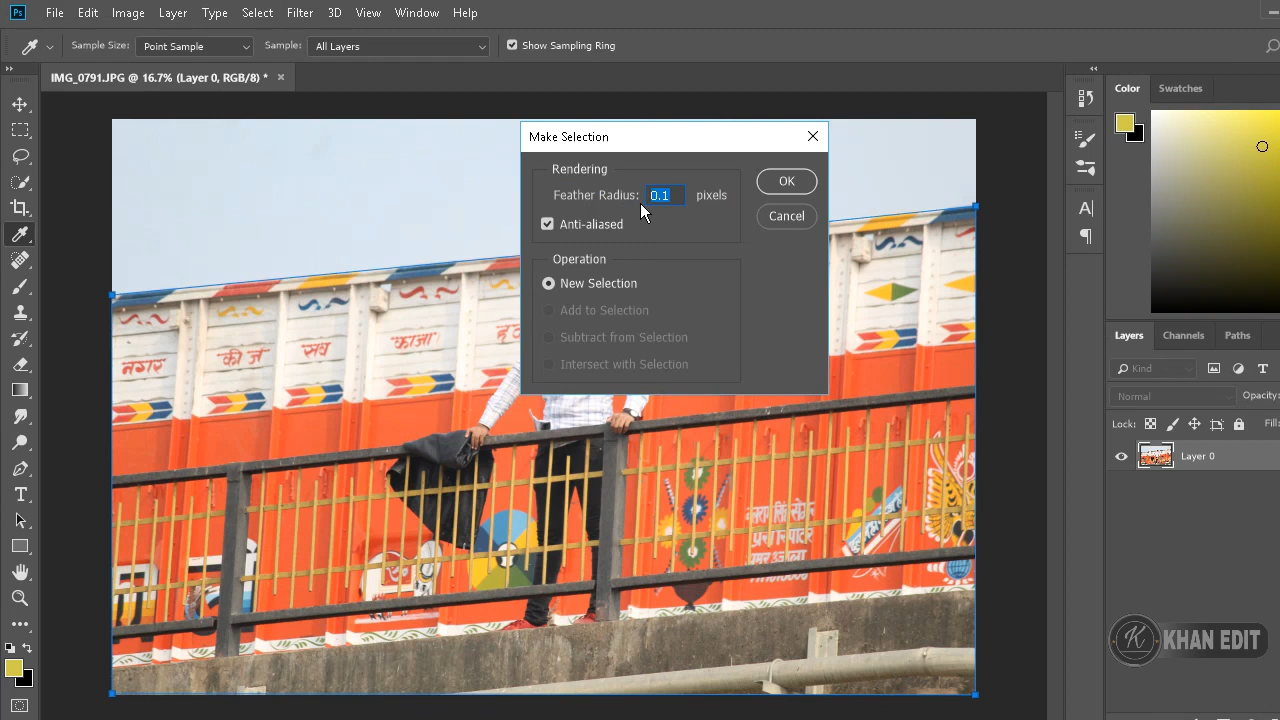 Ps File Edit Image Layer Type Select Filter 3D View Window Help
Sample Size: Point Sample Sample: All Layers Show Sampling Ring
IMG_0791.JPG @ 16.7% (Layer 0, RGB/8) *
Make Selection
Rendering
Feather Radius: 0.1 pixels
Anti-aliased
OK
Cancel
Operation
New Selection
Add to Selection
Subtract from Selection
Intersect with Selection
Color Swatches
Layers Channels Paths
Kind
Normal Opacity:
Lock: Fill:
Layer 0
नगर की जं सब काजा
KHAN EDIT